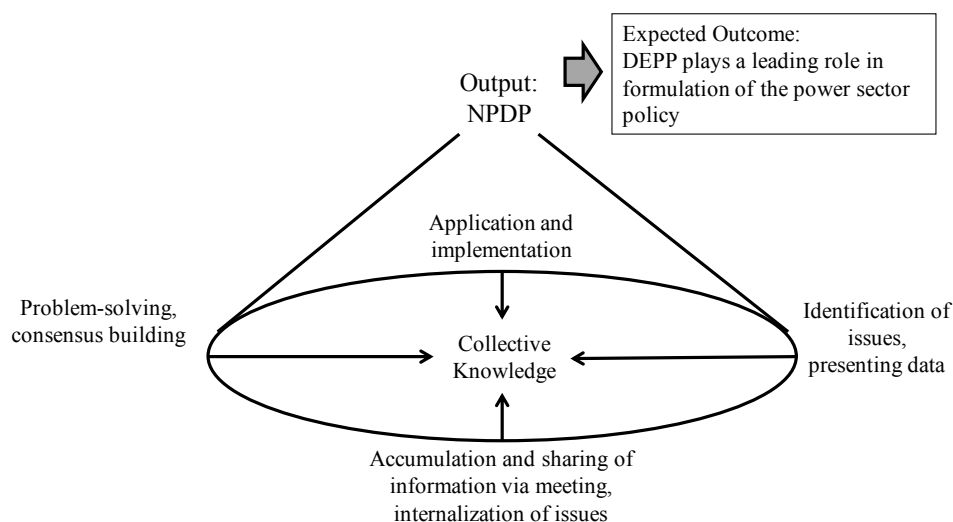 Expected Outcome:
DEPP plays a leading role in
formulation of the power sector
policy
Output:
NPDP
Application and
implementation
Problem-solving,
consensus building
Collective
Knowledge
Identification of
issues,
presenting data
Accumulation and sharing of
information via meeting,
internalization of issues